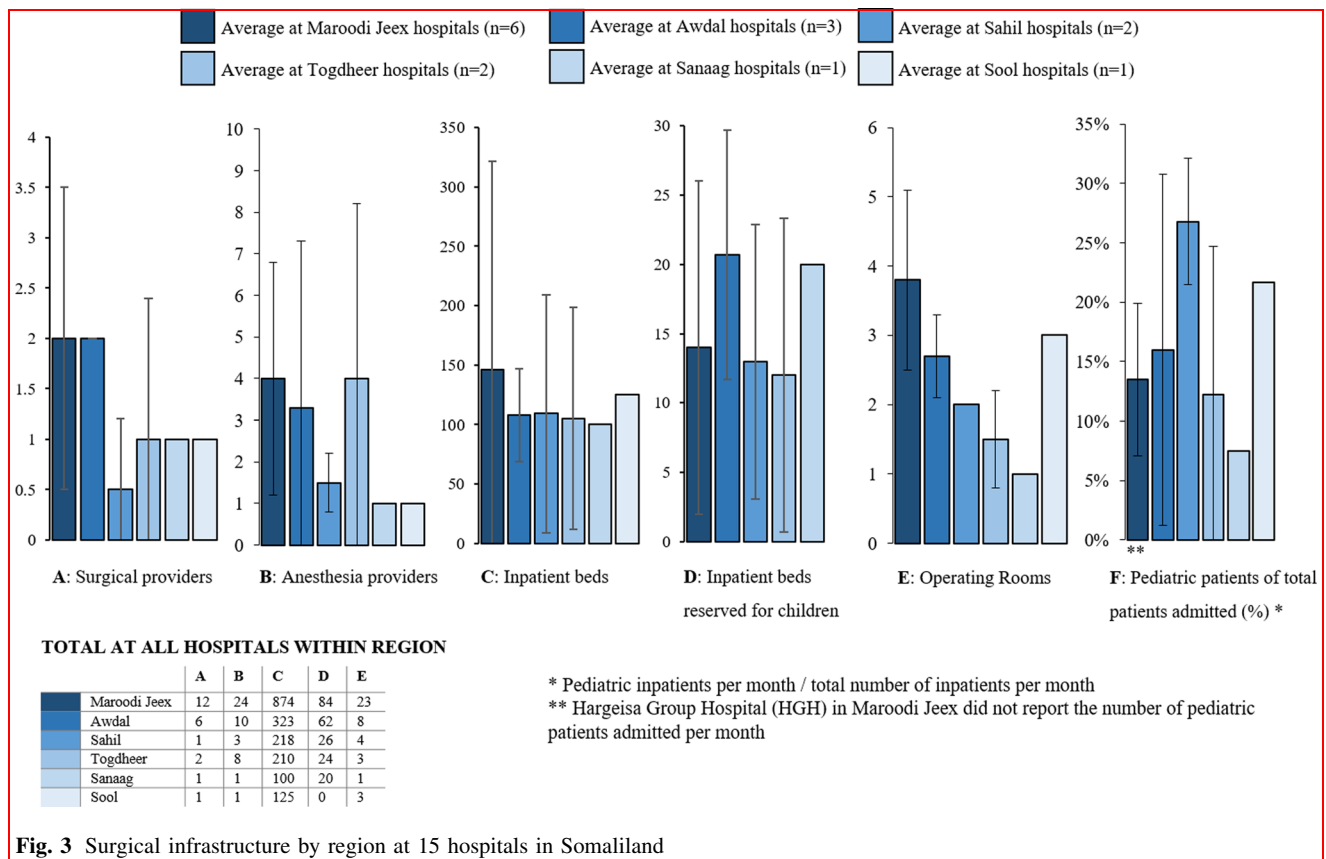 Average at Maroodi Jeex hospitals (n=6) Average at Awdal hospitals (n=3) Average at Sahil hospitals (n=2)
Average at Togdheer hospitals (n=2) Average at Sanaag hospitals (n=1) Average at Sool hospitals (n=1)
4
3.5
3
2.5
2
1.5
1
0.5
0
A: Surgical providers
10
9
8
7
6
5
4
3
2
1
0
B: Anesthesia providers
350
300
250
200
150
100
50
0
C: Inpatient beds
30
25
20
15
10
5
0
D: Inpatient beds
reserved for children
6
5
4
3
2
1
0
E: Operating Rooms
35%
30%
25%
20%
15%
10%
5%
0%
**
F: Pediatric patients of total
patients admitted (%) *
TOTAL AT ALL HOSPITALS WITHIN REGION
A B C D E
Maroodi Jeex 12 24 874 84 23
Awdal 6 10 323 62 8
Sahil 1 3 218 26 4
Togdheer 2 8 210 24 3
Sanaag 1 1 100 20 1
Sool 1 1 125 0 3
* Pediatric inpatients per month / total number of inpatients per month
** Hargeisa Group Hospital (HGH) in Maroodi Jeex did not report the number of pediatric
patients admitted per month
Fig. 3 Surgical infrastructure by region at 15 hospitals in Somaliland